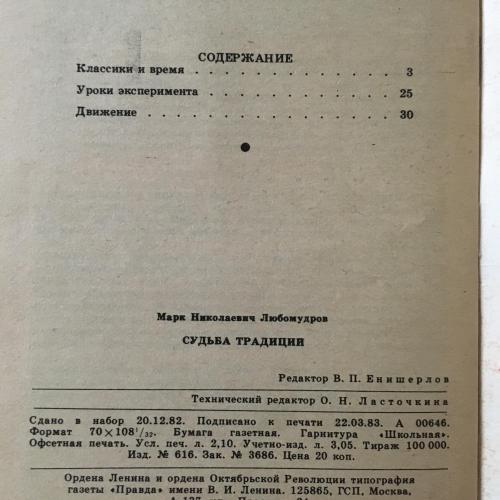 СОДЕРЖАНИЕ
Классики и время . . . . . . . . . . . . . . 3
Уроки эксперимента . . . . . . . . . . . . . 25
Движение . . . . . . . . . . . . . . . . . 30
Марк Николаевич Любомудров
СУДЬБА ТРАДИЦИЙ
Редактор В. П. Енишерлов
Технический редактор О. Н. Ласточкина
Сдано в набор 20.12.82. Подписано к печати 22.03.83. А 00646.
Формат 70×108¹/₃₂. Бумага газетная. Гарнитура «Школьная».
Офсетная печать. Усл. печ. л. 2,10. Учетно-изд. л. 3,05. Тираж 100 000.
Изд. № 616. Зак. № 3686. Цена 20 коп.
Ордена Ленина и ордена Октябрьской Революции типография
газеты «Правда» имени В. И. Ленина. 125865, ГСП, Москва,